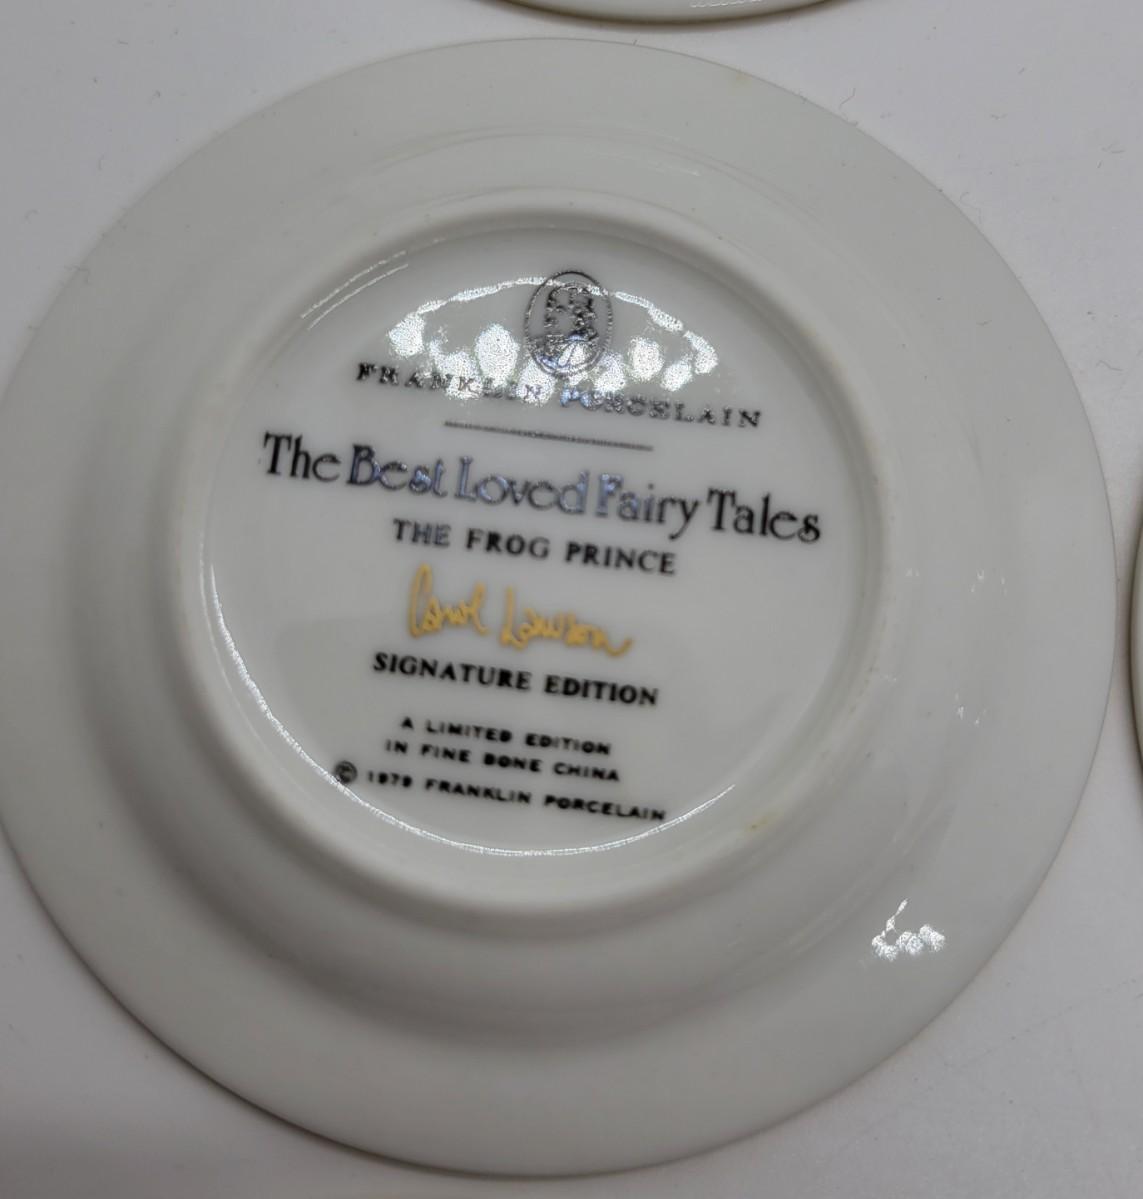 FRANKLIN PORCELAIN
The Best Loved Fairy Tales
THE FROG PRINCE
Carol Lawson
SIGNATURE EDITION
A LIMITED EDITION
IN FINE BONE CHINA
© 1979 FRANKLIN PORCELAIN